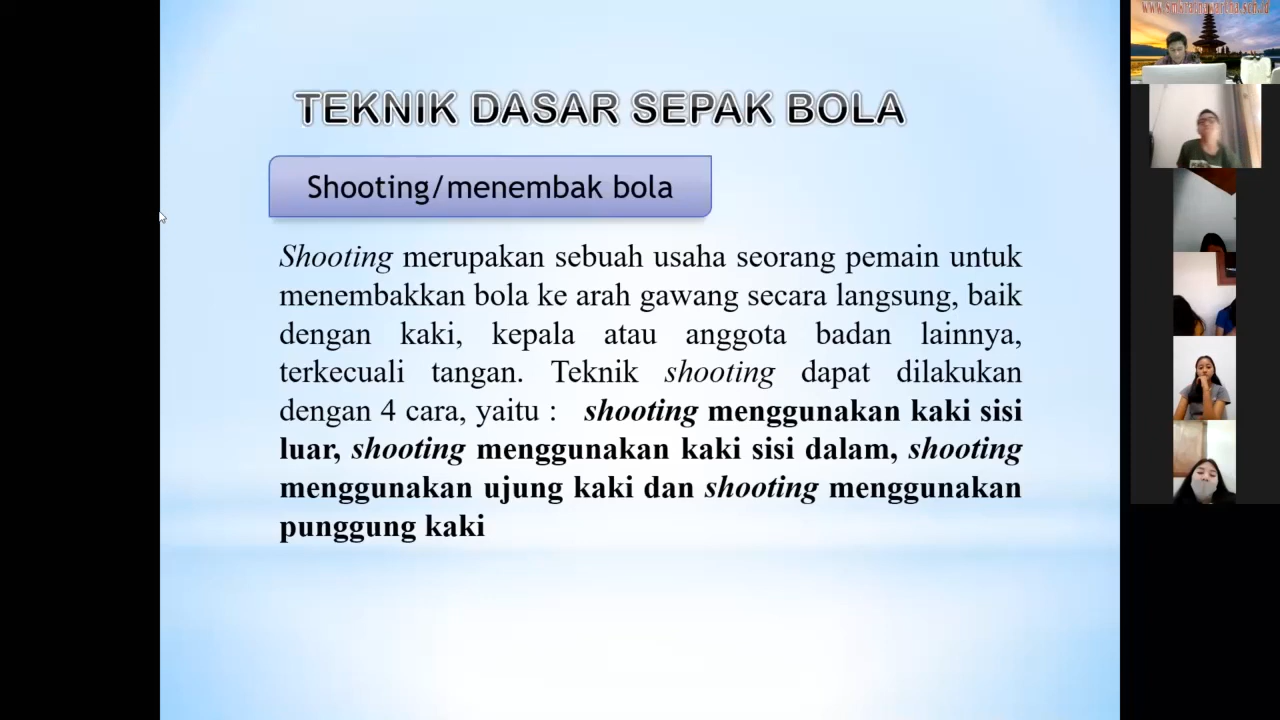 TEKNIK DASAR SEPAK BOLA
Shooting/menembak bola
Shooting merupakan sebuah usaha seorang pemain untuk
menembakkan bola ke arah gawang secara langsung, baik
dengan kaki, kepala atau anggota badan lainnya,
terkecuali tangan. Teknik shooting dapat dilakukan
dengan 4 cara, yaitu : shooting menggunakan kaki sisi
luar, shooting menggunakan kaki sisi dalam, shooting
menggunakan ujung kaki dan shooting menggunakan
punggung kaki